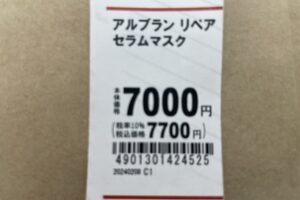 アルブラン リペア
セラムマスク
本体価格 7000円
(税率10%
税込価格 7700円)
4901301424525
20240208 C1